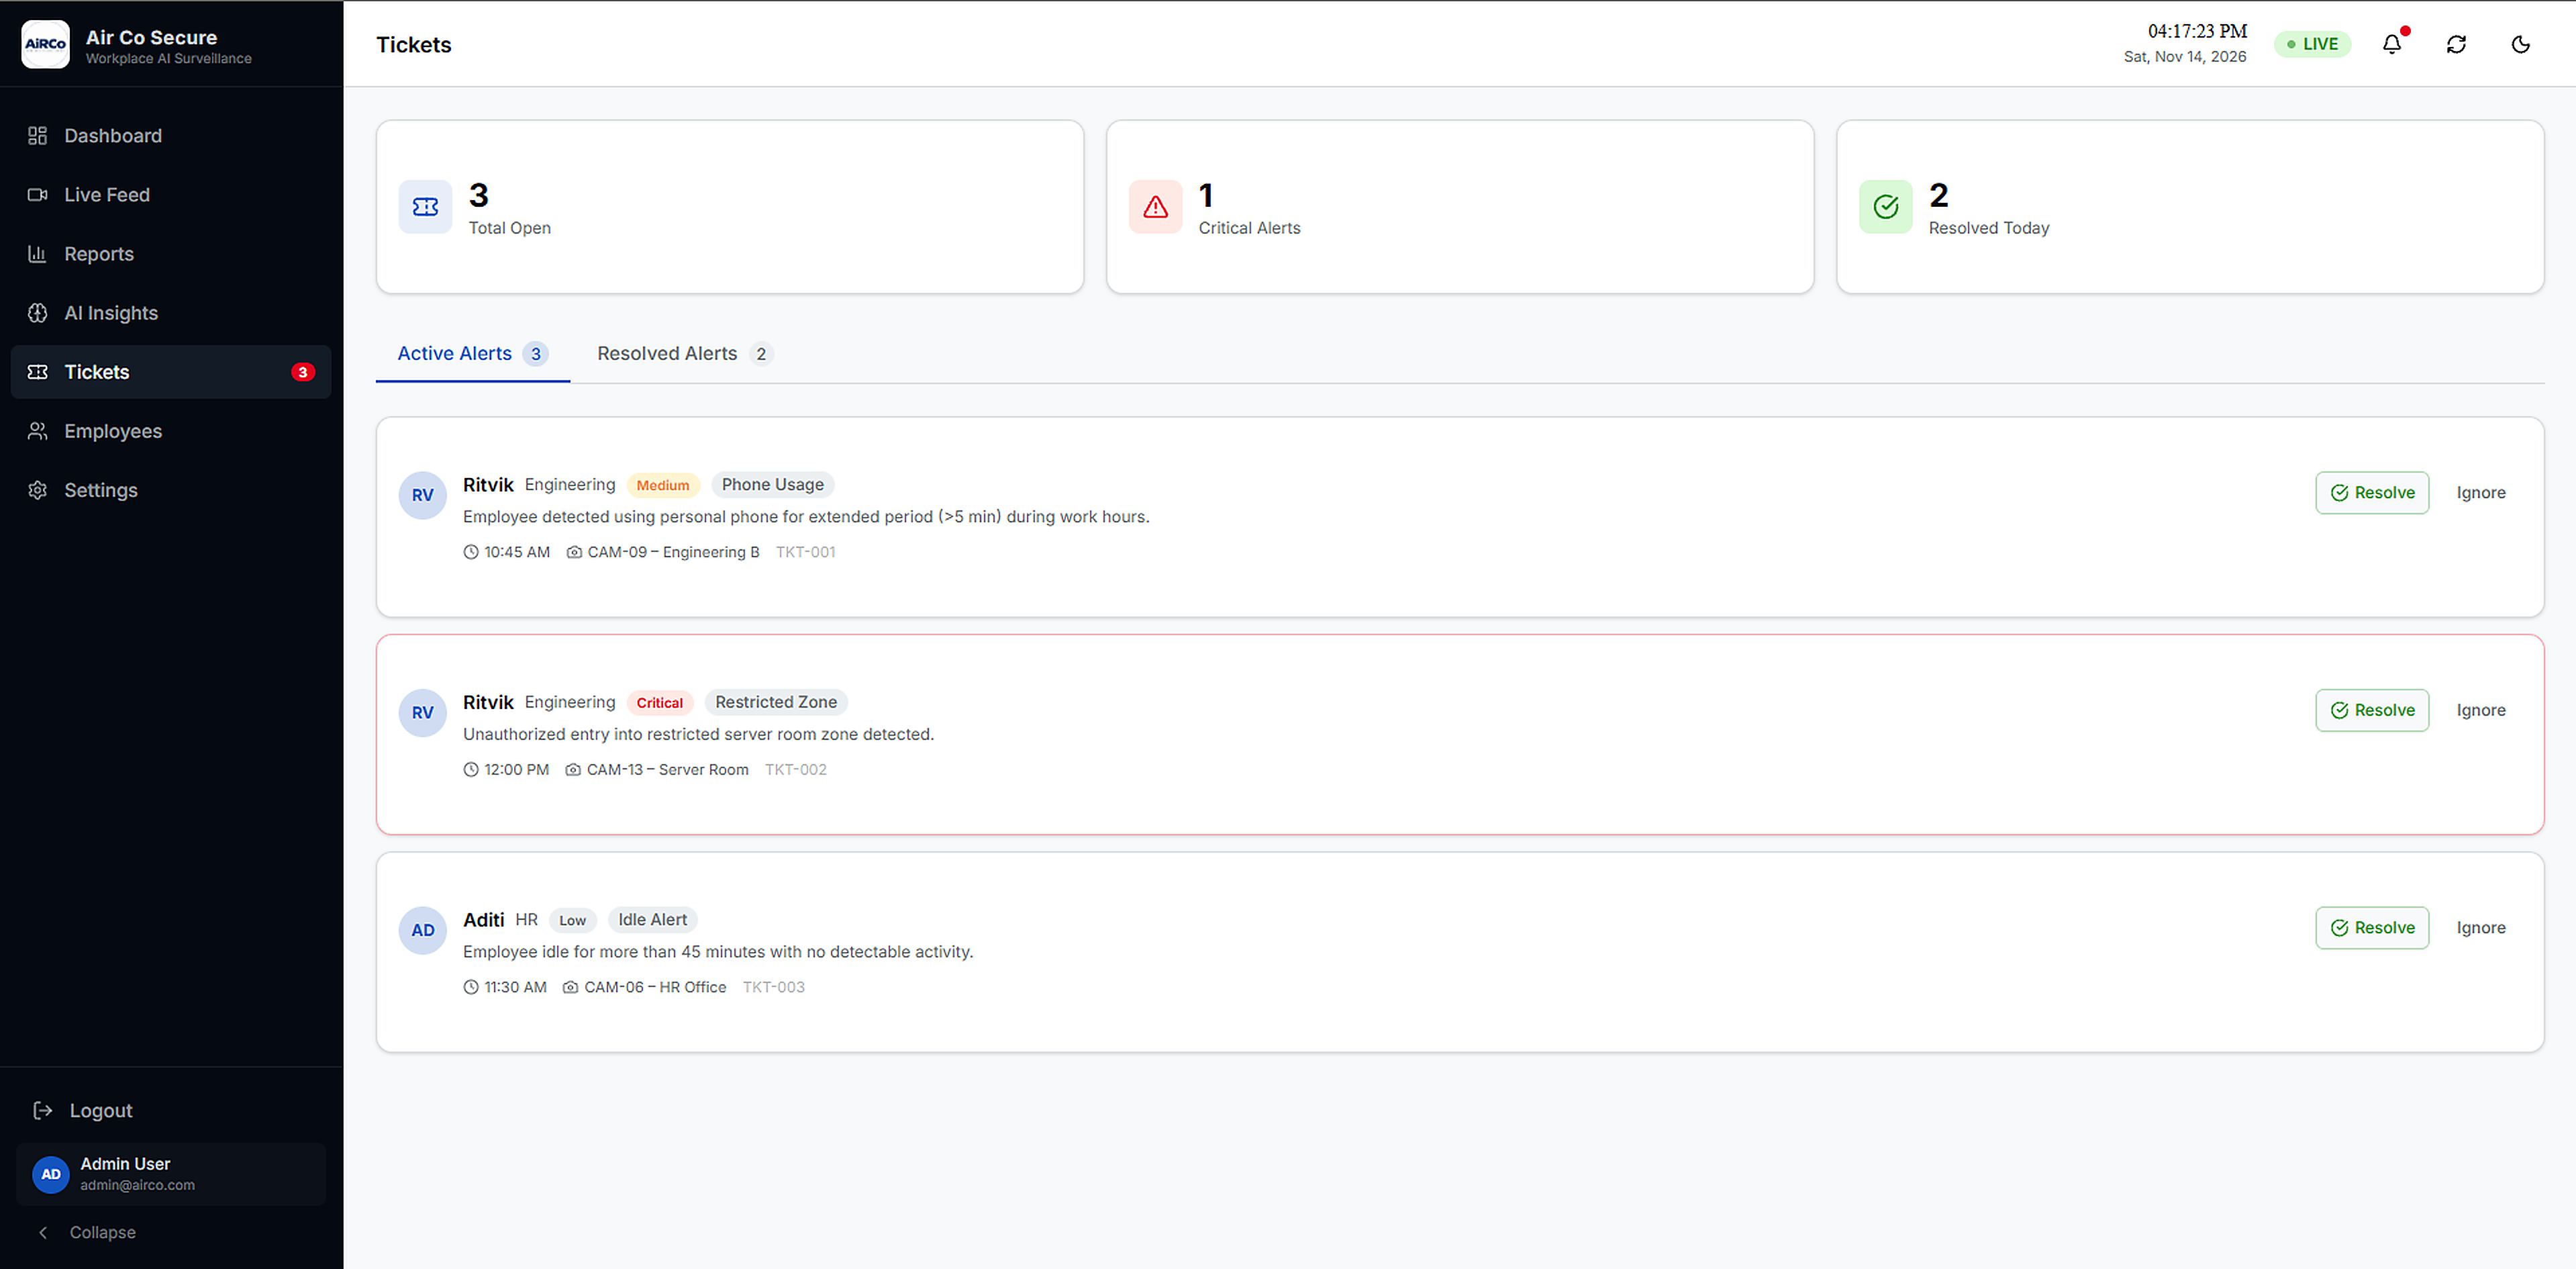 AiRCo
Air Co Secure
Workplace AI Surveillance
Dashboard
Live Feed
Reports
AI Insights
Tickets 3
Employees
Settings
Logout
AD
Admin User
admin@airco.com
Collapse
Tickets
04:17:23 PM
Sat, Nov 14, 2026
LIVE
3
Total Open
1
Critical Alerts
2
Resolved Today
Active Alerts 3 Resolved Alerts 2
RV
Ritvik Engineering Medium Phone Usage
Employee detected using personal phone for extended period (>5 min) during work hours.
10:45 AM CAM-09 – Engineering B TKT-001
Resolve Ignore
RV
Ritvik Engineering Critical Restricted Zone
Unauthorized entry into restricted server room zone detected.
12:00 PM CAM-13 – Server Room TKT-002
Resolve Ignore
AD
Aditi HR Low Idle Alert
Employee idle for more than 45 minutes with no detectable activity.
11:30 AM CAM-06 – HR Office TKT-003
Resolve Ignore